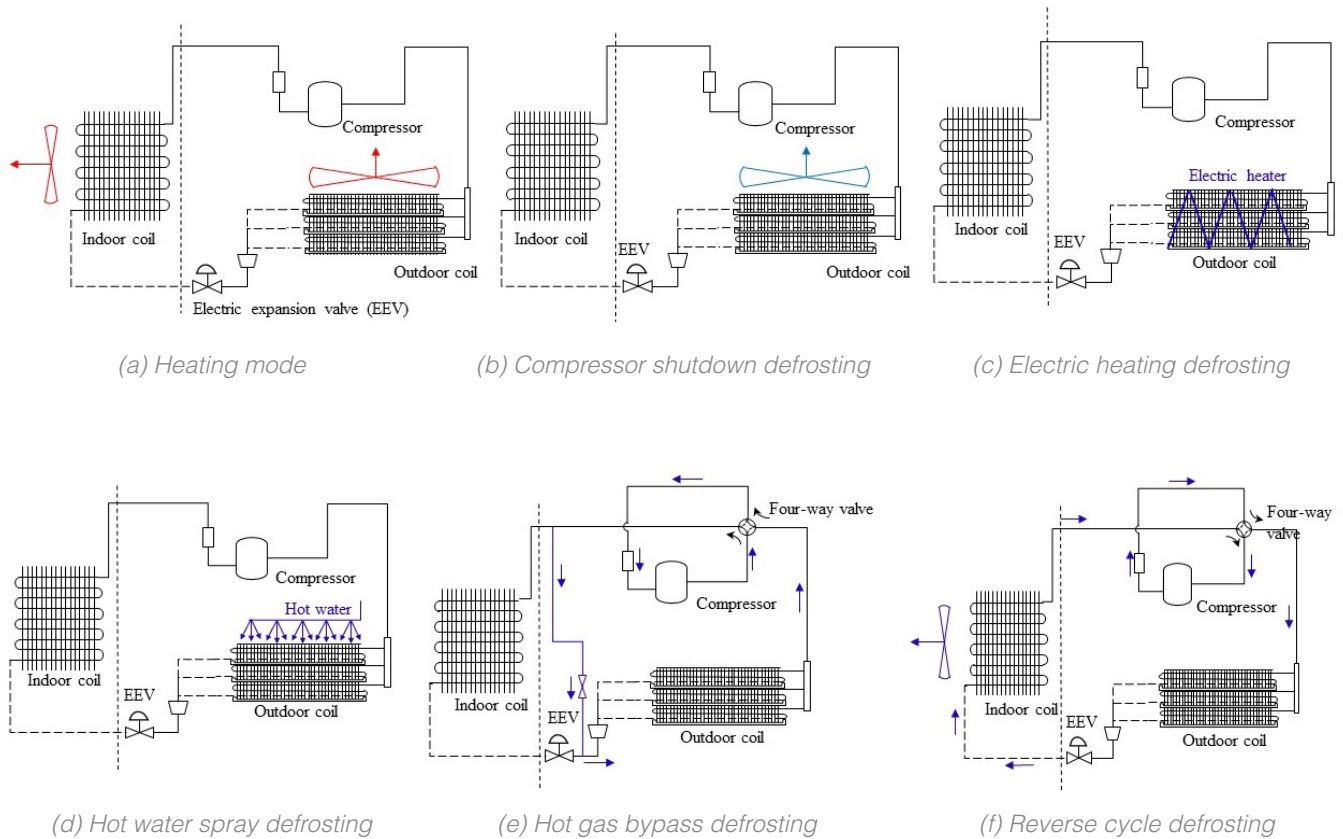 Compressor
Indoor coil
Outdoor coil
Electric expansion valve (EEV)
(a) Heating mode
Compressor
Indoor coil
EEV
Outdoor coil
(b) Compressor shutdown defrosting
Compressor
Electric heater
Indoor coil
EEV
Outdoor coil
(c) Electric heating defrosting
Compressor
Hot water
Indoor coil
EEV
Outdoor coil
(d) Hot water spray defrosting
Four-way valve
Compressor
Indoor coil
EEV
Outdoor coil
(e) Hot gas bypass defrosting
Four-way
valve
Compressor
Indoor coil
EEV
Outdoor coil
(f) Reverse cycle defrosting